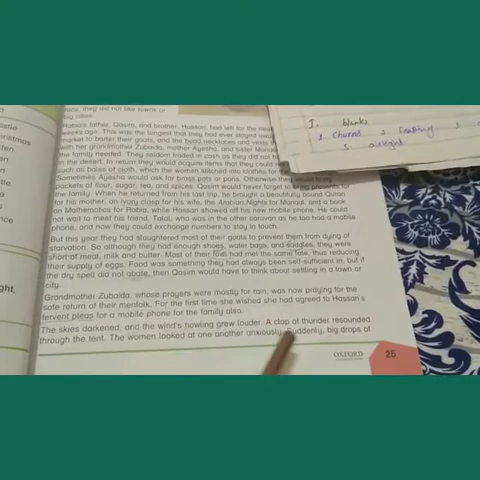 they did not like towns or
big cities.
Rabia's father, Qasim, and brother, Hassan, had left for the
weeks ago. This was the longest that they had ever stayed
market to barter their goats, and the bead necklaces and vests
with her grandmother Zubaida, mother Ayesha, and sister Manaal
the family needed. They seldom traded in cash as they did not
in the desert. In return they would acquire items that they could
such as bales of cloth, which the women stitched into clothes for
Sometimes Ayesha would ask for brass pots or pans. Otherwise they would bring
packets of flour, sugar, tea, and spices. Qasim would never forget to bring presents for
the family. When he returned from his last trip, he brought a beautifully bound Quran
for his mother, an ivory clasp for his wife, the Arabian Nights for Manaal, and a book
on Mathematics for Rabia, while Hassan showed off his new mobile phone. He could
not wait to meet his friend, Talal, who was in the other caravan as he too had a mobile
phone, and now they could exchange numbers to stay in touch.
But this year they had slaughtered most of their goats to prevent them from dying of
starvation. So although they had enough shoes, water bags, and saddles, they were
short of meat, milk and butter. Most of their fowl had met the same fate, thus reducing
their supply of eggs. Food was something they had always been self-sufficient in, but if
the dry spell did not abate, then Qasim would have to think about settling in a town or
city.
Grandmother Zubaida, whose prayers were mostly for rain, was now praying for the
safe return of their menfolk. For the first time she wished she had agreed to Hassan's
fervent pleas for a mobile phone for the family also.
The skies darkened, and the wind's howling grew louder. A clap of thunder resounded
through the tent. The women looked at one another anxiously. Suddenly, big drops of
OXFORD
25
I. blanks
1. Churned